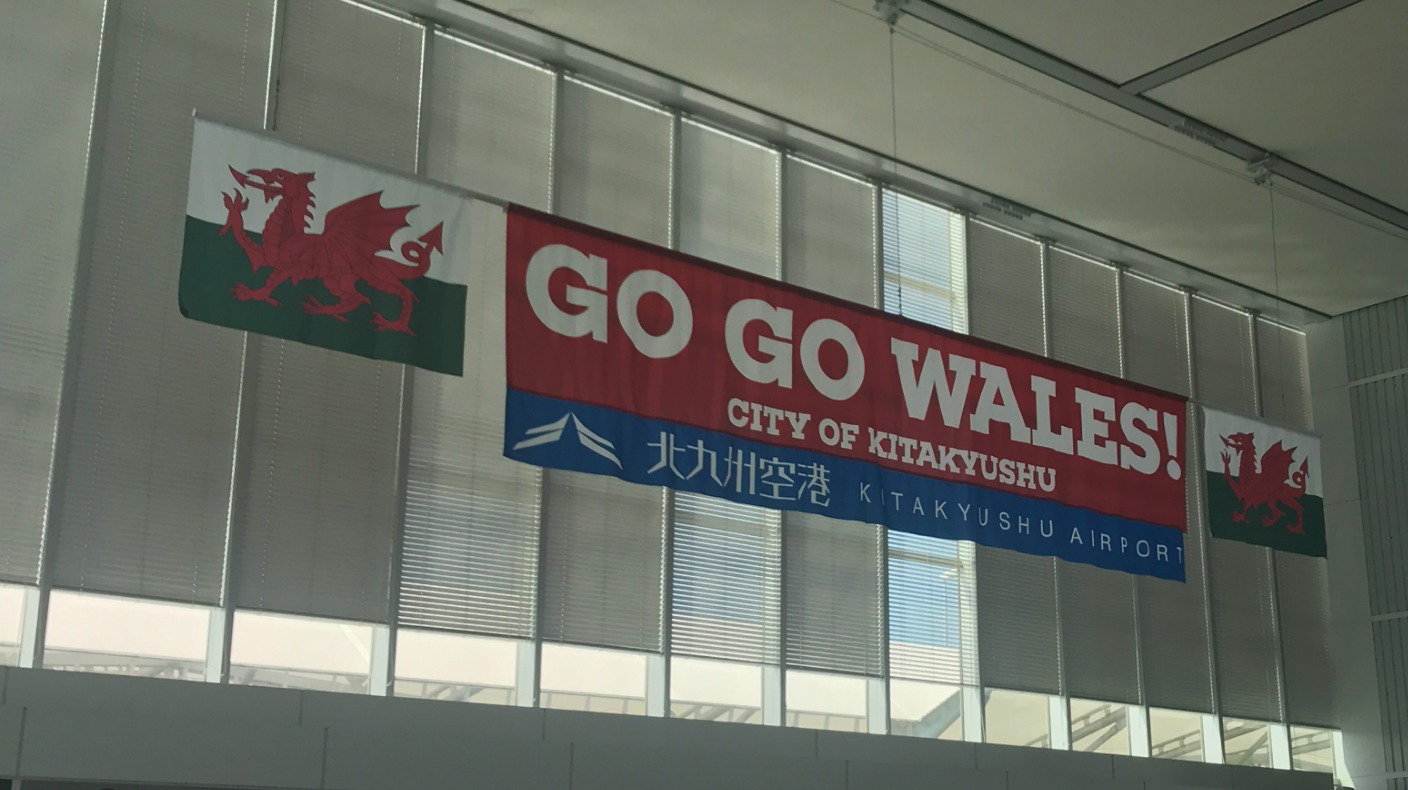 GO GO WALES!
CITY OF KITAKYUSHU
北九州空港 KITAKYUSHU AIRPORT